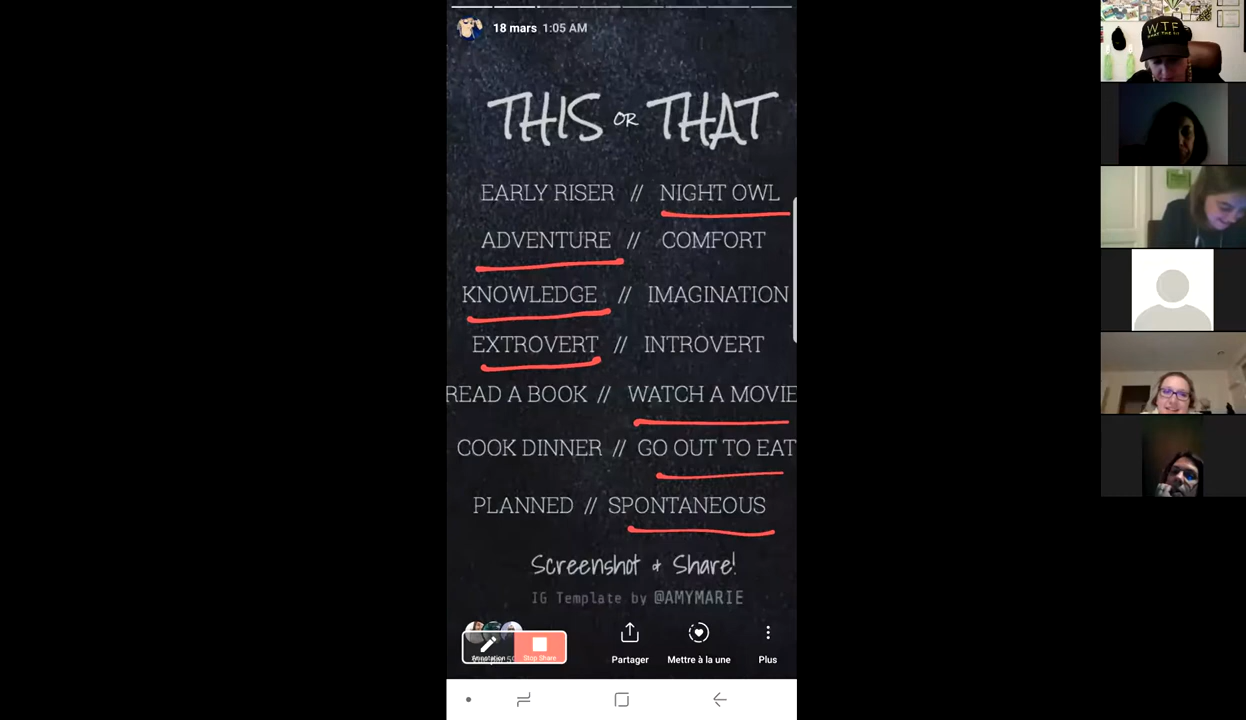 18 mars 1:05 AM
THIS OR THAT
EARLY RISER // NIGHT OWL
ADVENTURE // COMFORT
KNOWLEDGE // IMAGINATION
EXTROVERT // INTROVERT
READ A BOOK // WATCH A MOVIE
COOK DINNER // GO OUT TO EAT
PLANNED // SPONTANEOUS
Screenshot & Share!
IG Template by @AMYMARIE
Annotation Stop Share
Partager Mettre à la une Plus
WTF